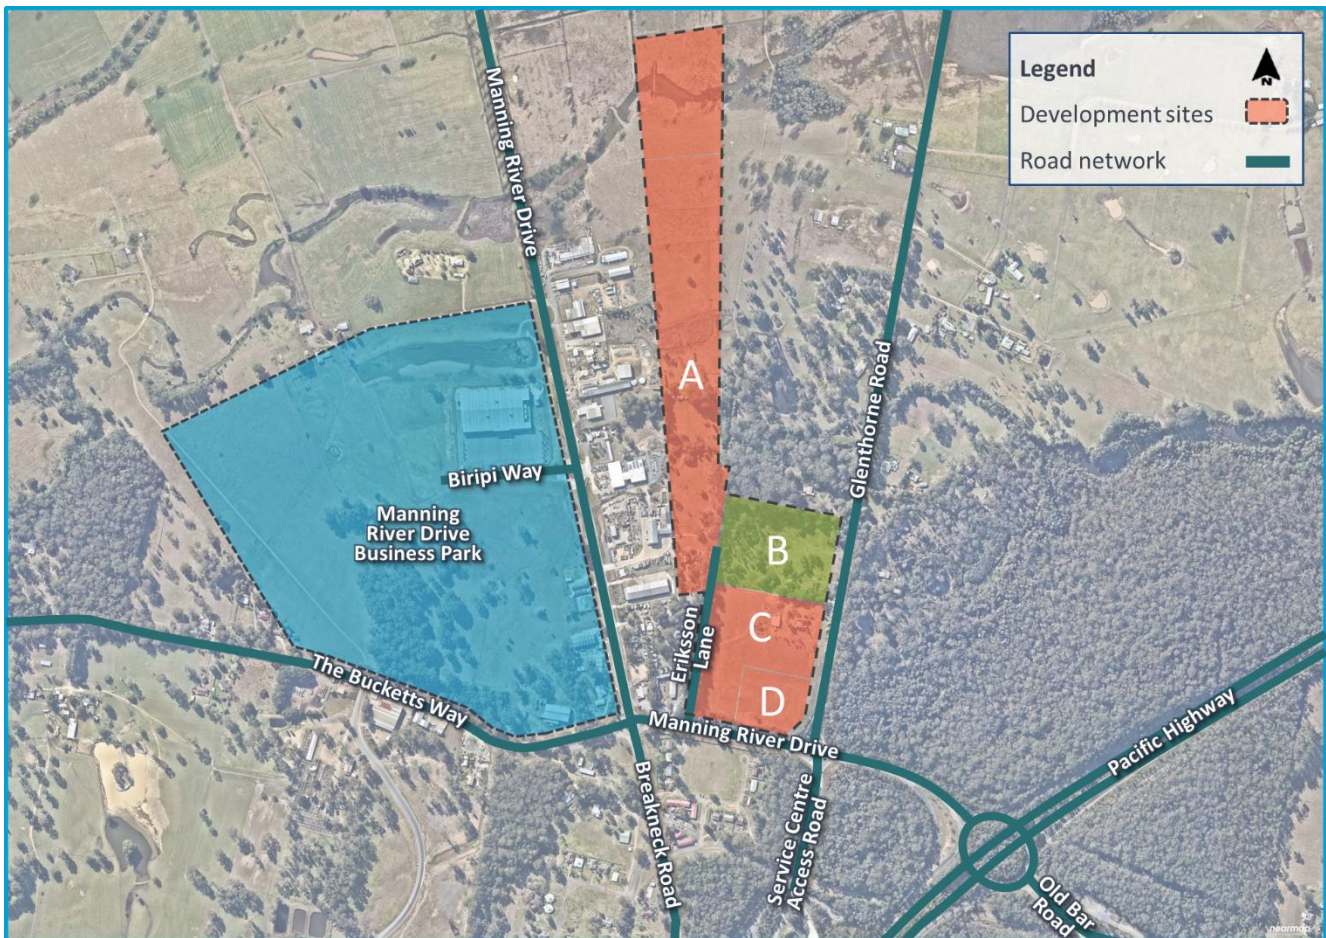 Legend
N
Development sites
Road network
Manning River Drive
A
Glenthorne Road
Biripi Way
Manning
River Drive
Business Park
B
C
Eriksson
Lane
D
The Bucketts Way
Manning River Drive
Pacific Highway
Breakneck Road
Service Centre
Access Road
Old Bar
Road
nearmap